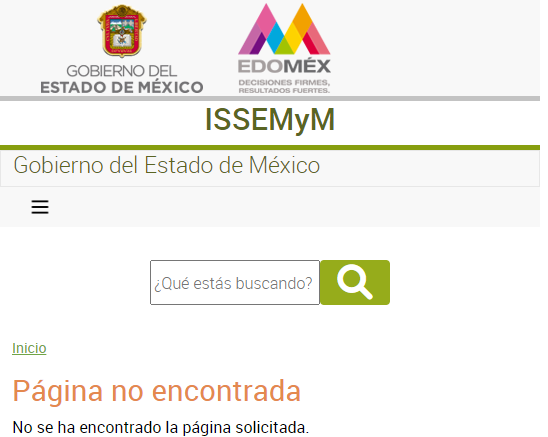 GOBIERNO DEL
ESTADO DE MÉXICO
EDOMÉX
DECISIONES FIRMES,
RESULTADOS FUERTES.
ISSEMyM
Gobierno del Estado de México
¿Qué estás buscando?
Inicio
Página no encontrada
No se ha encontrado la página solicitada.